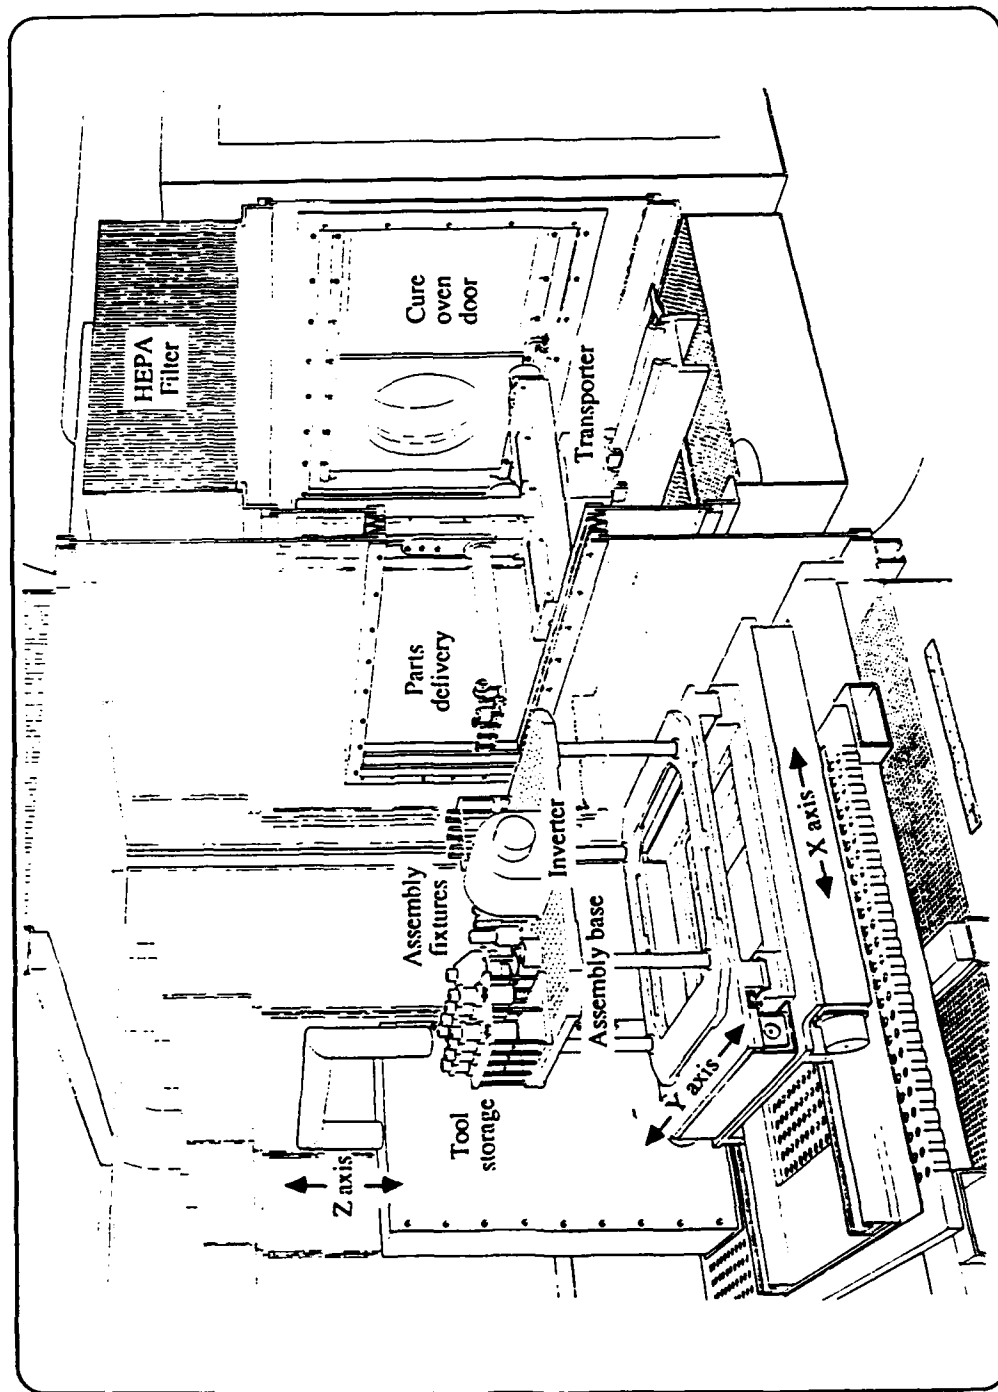 HEPA
Filter
Cure
oven
door
Transporter
Parts
delivery
Assembly
fixtures
Inverter
Assembly base
Tool
storage
Z axis
Y axis
X axis